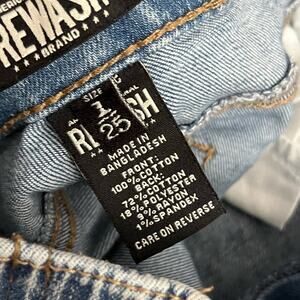 REWASH
BRAND
SIZE
1
25
MADE IN
BANGLADESH
FRONT:
100% COTTON
BACK:
72% COTTON
18% POLYESTER
9% RAYON
1% SPANDEX
CARE ON REVERSE